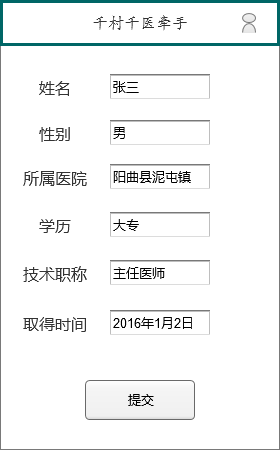 千村千医牵手
姓名 张三
性别 男
所属医院 阳曲县泥屯镇
学历 大专
技术职称 主任医师
取得时间 2016年1月2日
提交